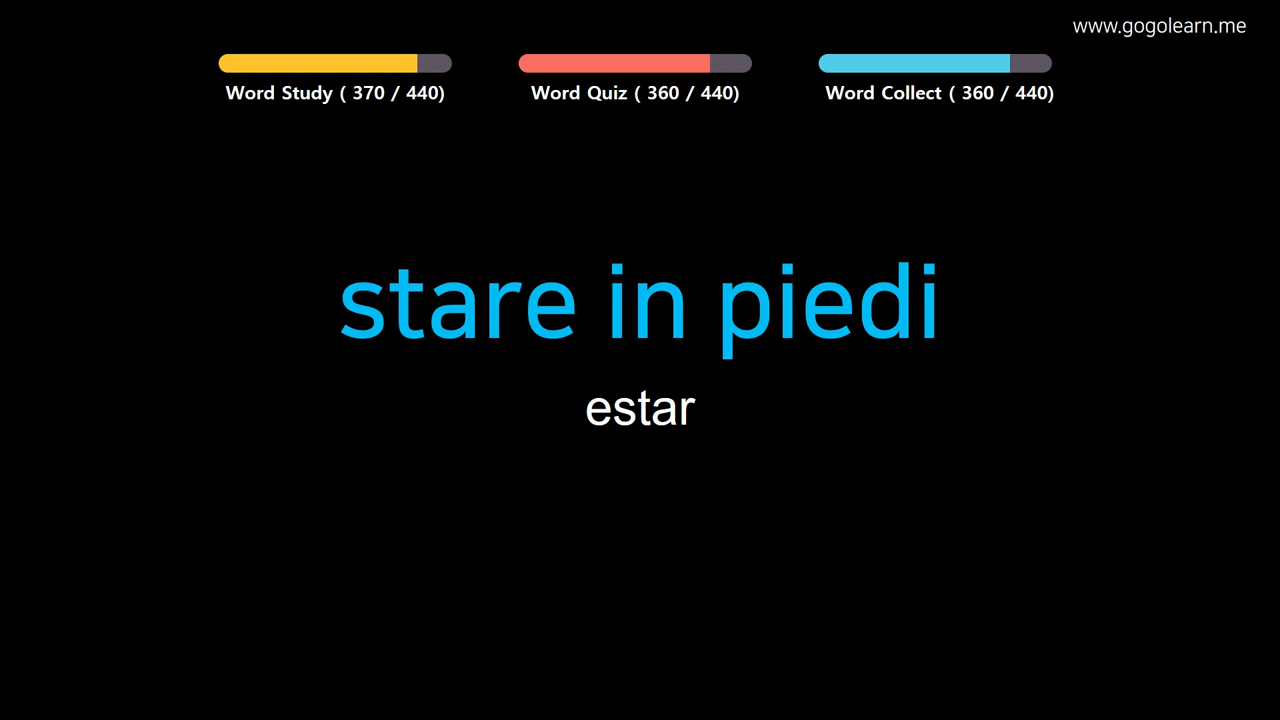 www.gogolearn.me
Word Study ( 370 / 440)
Word Quiz ( 360 / 440)
Word Collect ( 360 / 440)
stare in piedi
estar